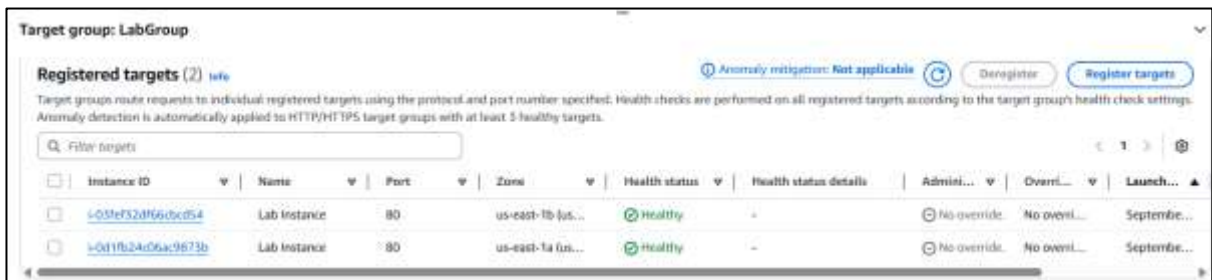 Target group: LabGroup
Registered targets (2) Info
Anomaly mitigation: Not applicable
Deregister
Register targets
Target groups route requests to individual registered targets using the protocol and port number specified. Health checks are performed on all registered targets according to the target group's health check settings.
Anomaly detection is automatically applied to HTTP/HTTPS target groups with at least 3 healthy targets.
Filter targets
1
Instance ID Name Port Zone Health status Health status details Admini... Overri... Launch...
Lab Instance 80 us-east-1b (us... Healthy - No override. No overri... Septembe...
Lab Instance 80 us-east-1a (us... Healthy - No override. No overri... Septembe...